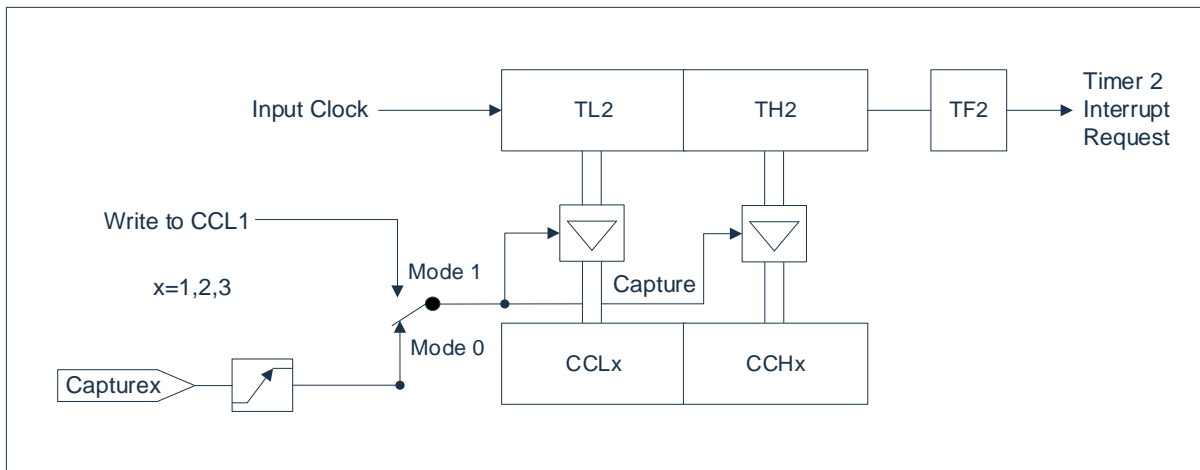 Input Clock
TL2
TH2
TF2
Timer 2
Interrupt
Request
Write to CCL1
x=1,2,3
Mode 1
Capture
Mode 0
Capturex
CCLx
CCHx